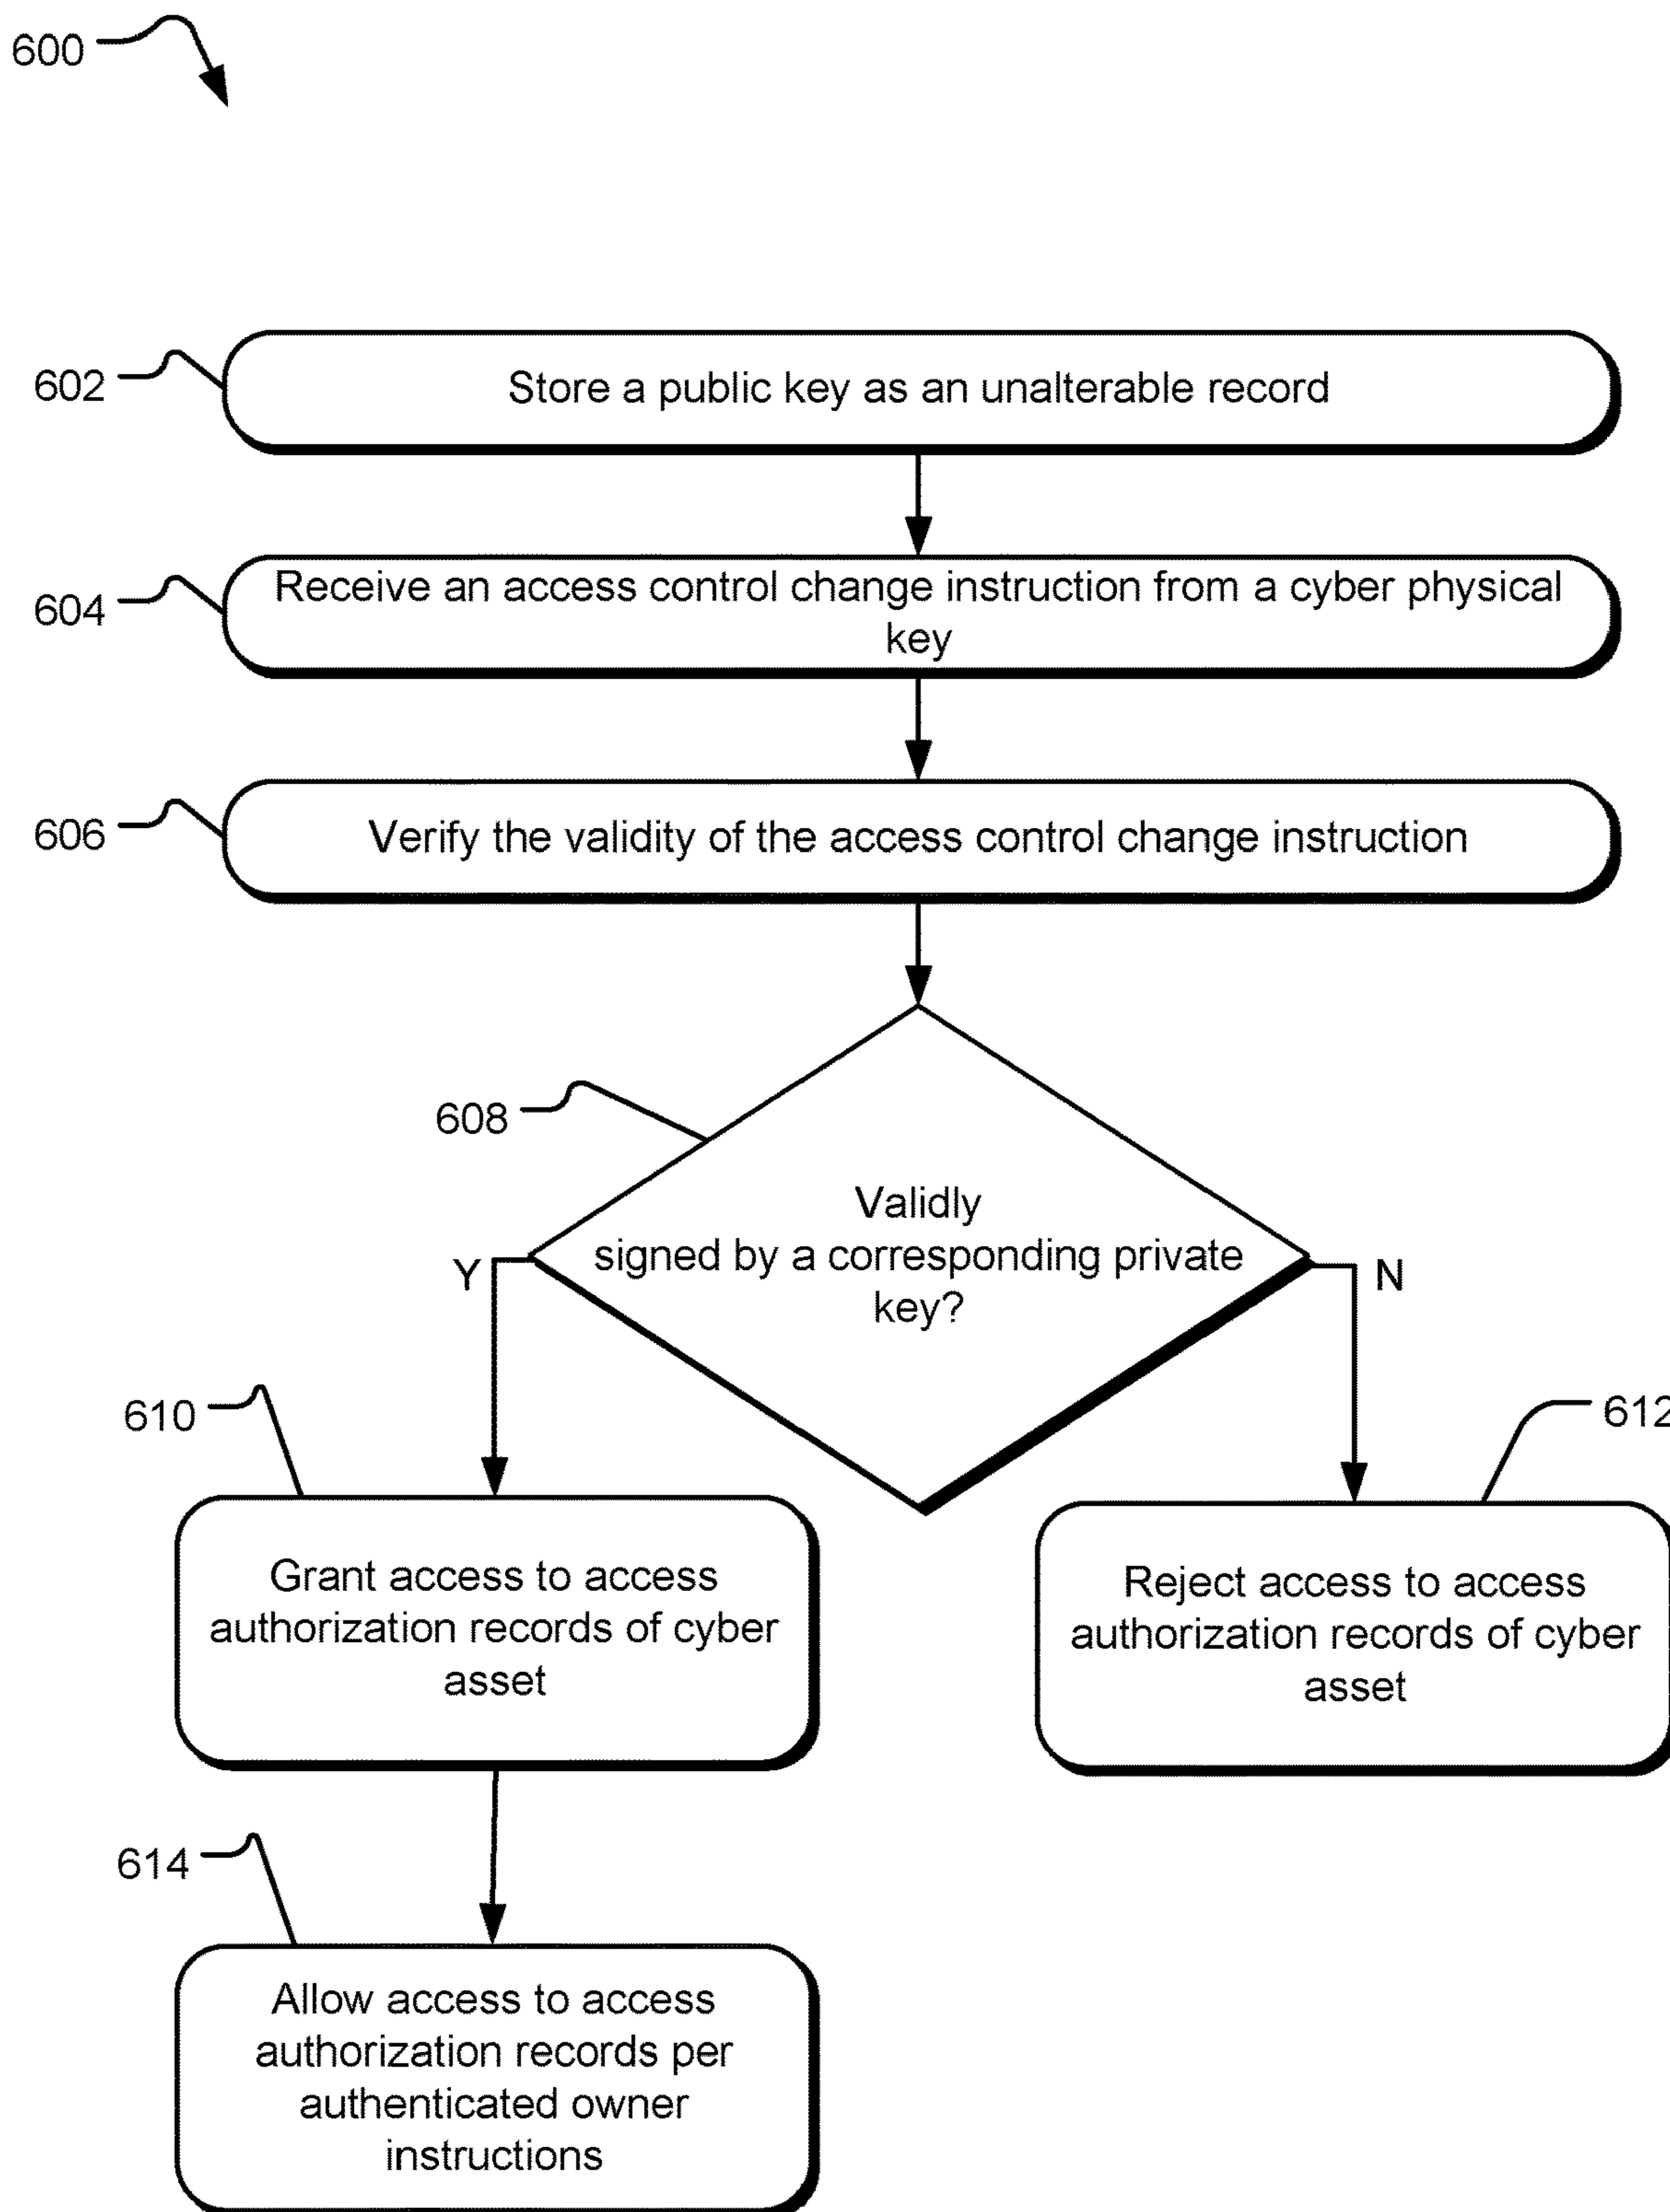 600
602
Store a public key as an unalterable record
604
Receive an access control change instruction from a cyber physical
key
606
Verify the validity of the access control change instruction
608
Validly
signed by a corresponding private
key?
Y
N
610
612
Grant access to access
authorization records of cyber
asset
Reject access to access
authorization records of cyber
asset
614
Allow access to access
authorization records per
authenticated owner
instructions